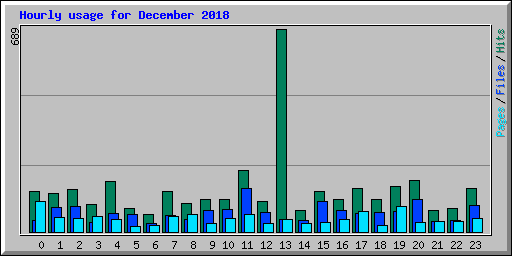 Hourly usage for December 2018
689
Pages / Files / Hits
0 1 2 3 4 5 6 7 8 9 10 11 12 13 14 15 16 17 18 19 20 21 22 23